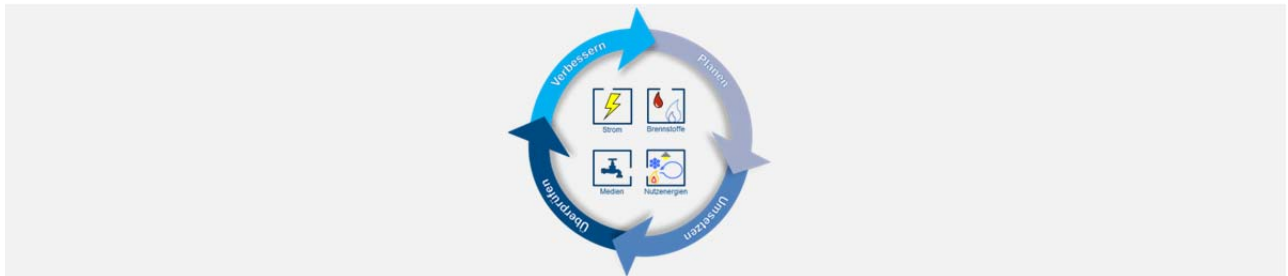 Verbessern
Planen
Strom
Brennstoffe
Medien
Nutzenergien
Überprüfen
Umsetzen